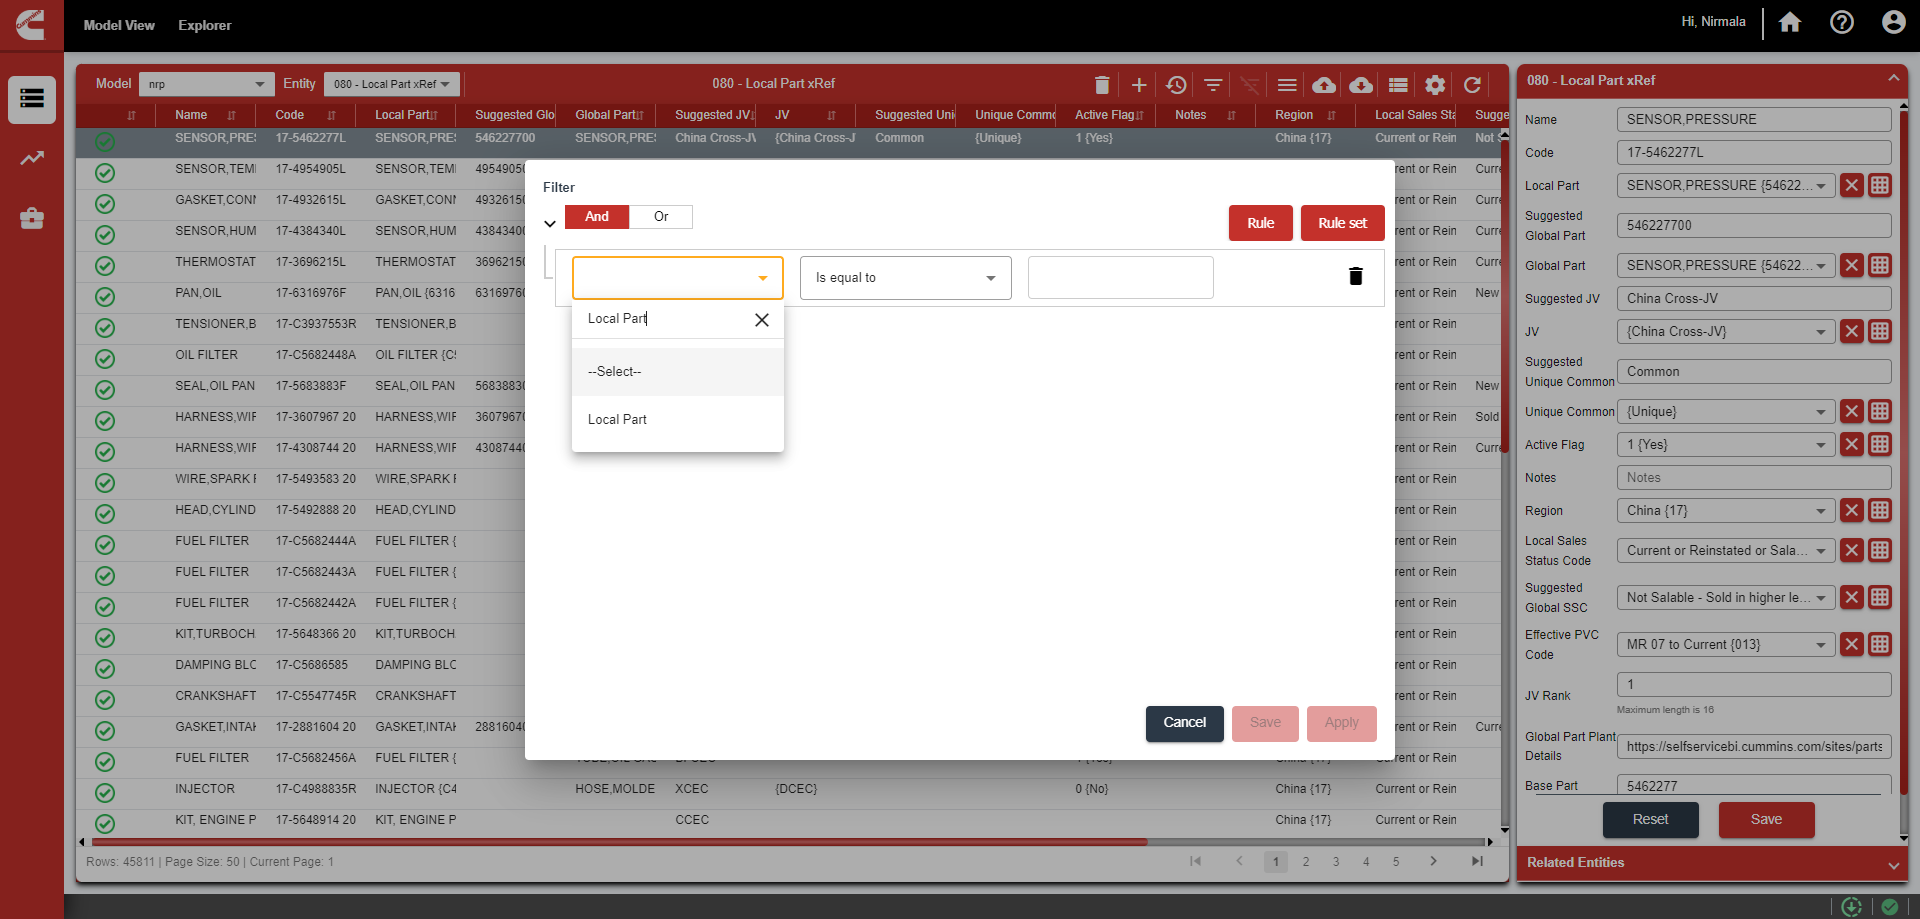 Model View Explorer Hi, Nirmala
Model nrp Entity 080 - Local Part xRef 080 - Local Part xRef
Name Code Local Part Suggested Glo Global Part Suggested JV JV Suggested Uni Unique Commo Active Flag Notes Region Local Sales Sta Sugge
SENSOR,PRES 17-5462277L SENSOR,PRES 546227700 SENSOR,PRES China Cross-JV {China Cross-J Common {Unique} 1 {Yes} China {17} Current or Rein Not S
SENSOR,TEMI 17-4954905L SENSOR,TEMI 4954905 rent or Rein Curre
GASKET,CONN 17-4932615L GASKET,CONN 4932615 rent or Rein Curre
SENSOR,HUM 17-4384340L SENSOR,HUM 4384340 rent or Rein
THERMOSTAT 17-3696215L THERMOSTAT 3696215 rent or Rein
PAN,OIL 17-6316976F PAN,OIL {6316 6316976 rent or Rein New
TENSIONER,B 17-C3937553R TENSIONER,B rent or Rein
OIL FILTER 17-C5682448A OIL FILTER {C5 rent or Rein
SEAL,OIL PAN 17-5683883F SEAL,OIL PAN 5683883 rent or Rein New
HARNESS,WIF 17-3607967 20 HARNESS,WIF 3607967 rent or Rein Sold
HARNESS,WIF 17-4308744 20 HARNESS,WIF 4308744 rent or Rein Curre
WIRE,SPARK F 17-5493583 20 WIRE,SPARK F rent or Rein
HEAD,CYLIND 17-5492888 20 HEAD,CYLIND rent or Rein
FUEL FILTER 17-C5682444A FUEL FILTER { rent or Rein
FUEL FILTER 17-C5682443A FUEL FILTER { rent or Rein
FUEL FILTER 17-C5682442A FUEL FILTER { rent or Rein
KIT,TURBOCH 17-5648366 20 KIT,TURBOCH rent or Rein
DAMPING BLC 17-C5686585 DAMPING BLC rent or Rein
CRANKSHAFT 17-C5547745R CRANKSHAFT rent or Rein
GASKET,INTAK 17-2881604 20 GASKET,INTAK 2881604 rent or Rein Curre
FUEL FILTER 17-C5682456A FUEL FILTER { 1 {Yes} China {17} Current or Rein
INJECTOR 17-C4988835R INJECTOR {C4 HOSE,MOLDE XCEC {DCEC} 0 {No} China {17} Current or Rein
KIT, ENGINE P 17-5648914 20 KIT, ENGINE P CCEC China {17} Current or Rein
Rows: 45811 | Page Size: 50 | Current Page: 1 1 2 3 4 5
Filter
And Or Rule Rule set
Is equal to
Local Part
--Select--
Local Part
Cancel Save Apply
080 - Local Part xRef
Name SENSOR,PRESSURE
Code 17-5462277L
Local Part SENSOR,PRESSURE {54622...
Suggested
Global Part 546227700
Global Part SENSOR,PRESSURE {54622...
Suggested JV China Cross-JV
JV {China Cross-JV}
Suggested
Unique Common Common
Unique Common {Unique}
Active Flag 1 {Yes}
Notes Notes
Region China {17}
Local Sales
Status Code Current or Reinstated or Sala...
Suggested
Global SSC Not Salable - Sold in higher le...
Effective PVC
Code MR 07 to Current {013}
JV Rank 1
Maximum length is 16
Global Part Plant
Details https://selfservicebi.cummins.com/sites/parts
Base Part 5462277
Reset Save
Related Entities